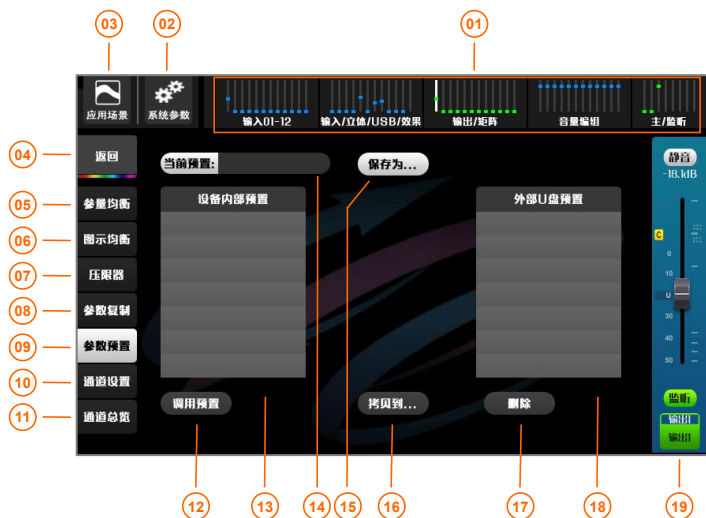 03
02
01
应用场景
系统参数
输入01-12
输入/立体/USB/效果
输出/矩阵
音量编组
主/监听
04
返回
当前预置:
保存为...
静音
-18.1dB
05
参量均衡
设备内部预置
外部U盘预置
06
图示均衡
C
0
07
压限器
10
08
参数复制
U
30
09
参数预置
40
10
通道设置
50
调用预置
拷贝到...
删除
监听
11
通道总览
输出1
输出1
12
13
14
15
16
17
18
19